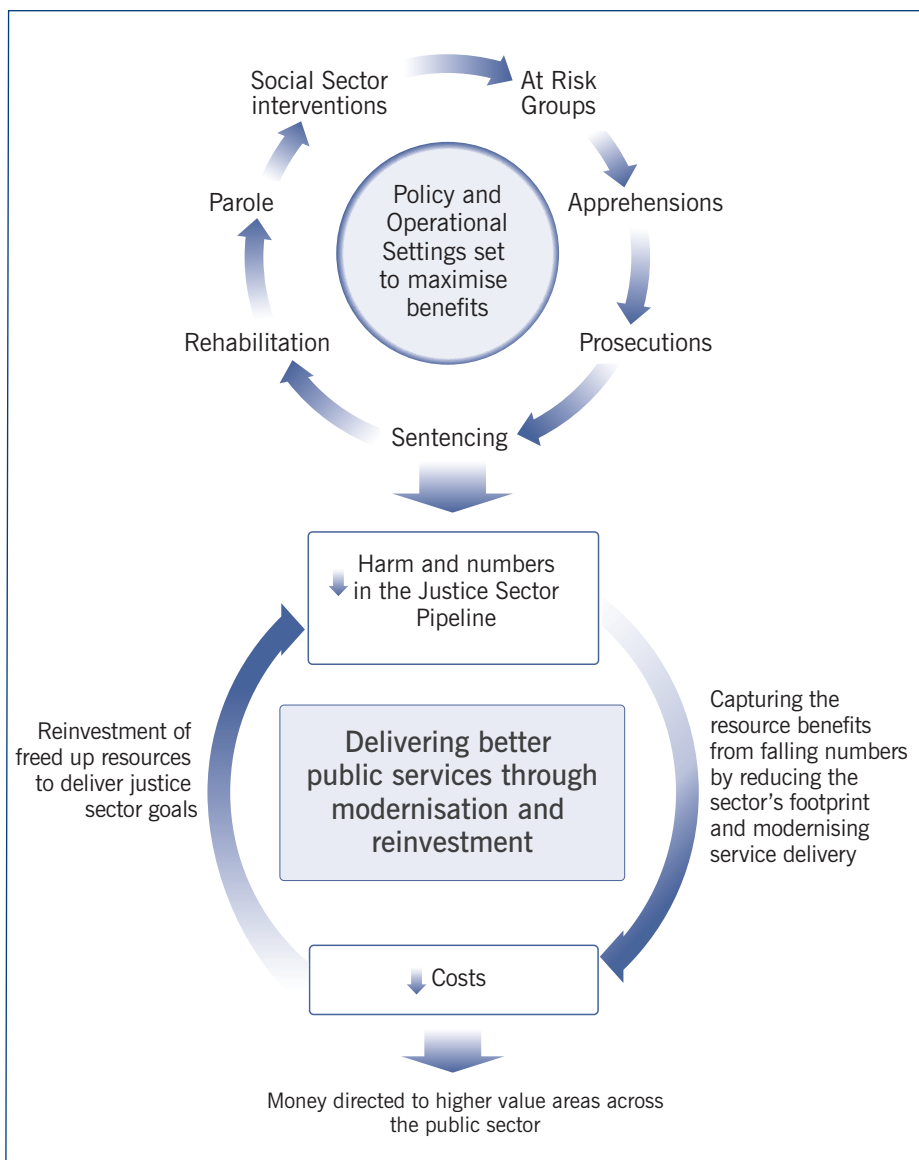 Social Sector
interventions
At Risk
Groups
Parole
Policy and
Operational
Settings set
to maximise
benefits
Apprehensions
Rehabilitation
Prosecutions
Sentencing
Harm and numbers
in the Justice Sector
Pipeline
Reinvestment of
freed up resources
to deliver justice
sector goals
Delivering better
public services through
modernisation and
reinvestment
Capturing the
resource benefits
from falling numbers
by reducing the
sector’s footprint
and modernising
service delivery
Costs
Money directed to higher value areas across
the public sector